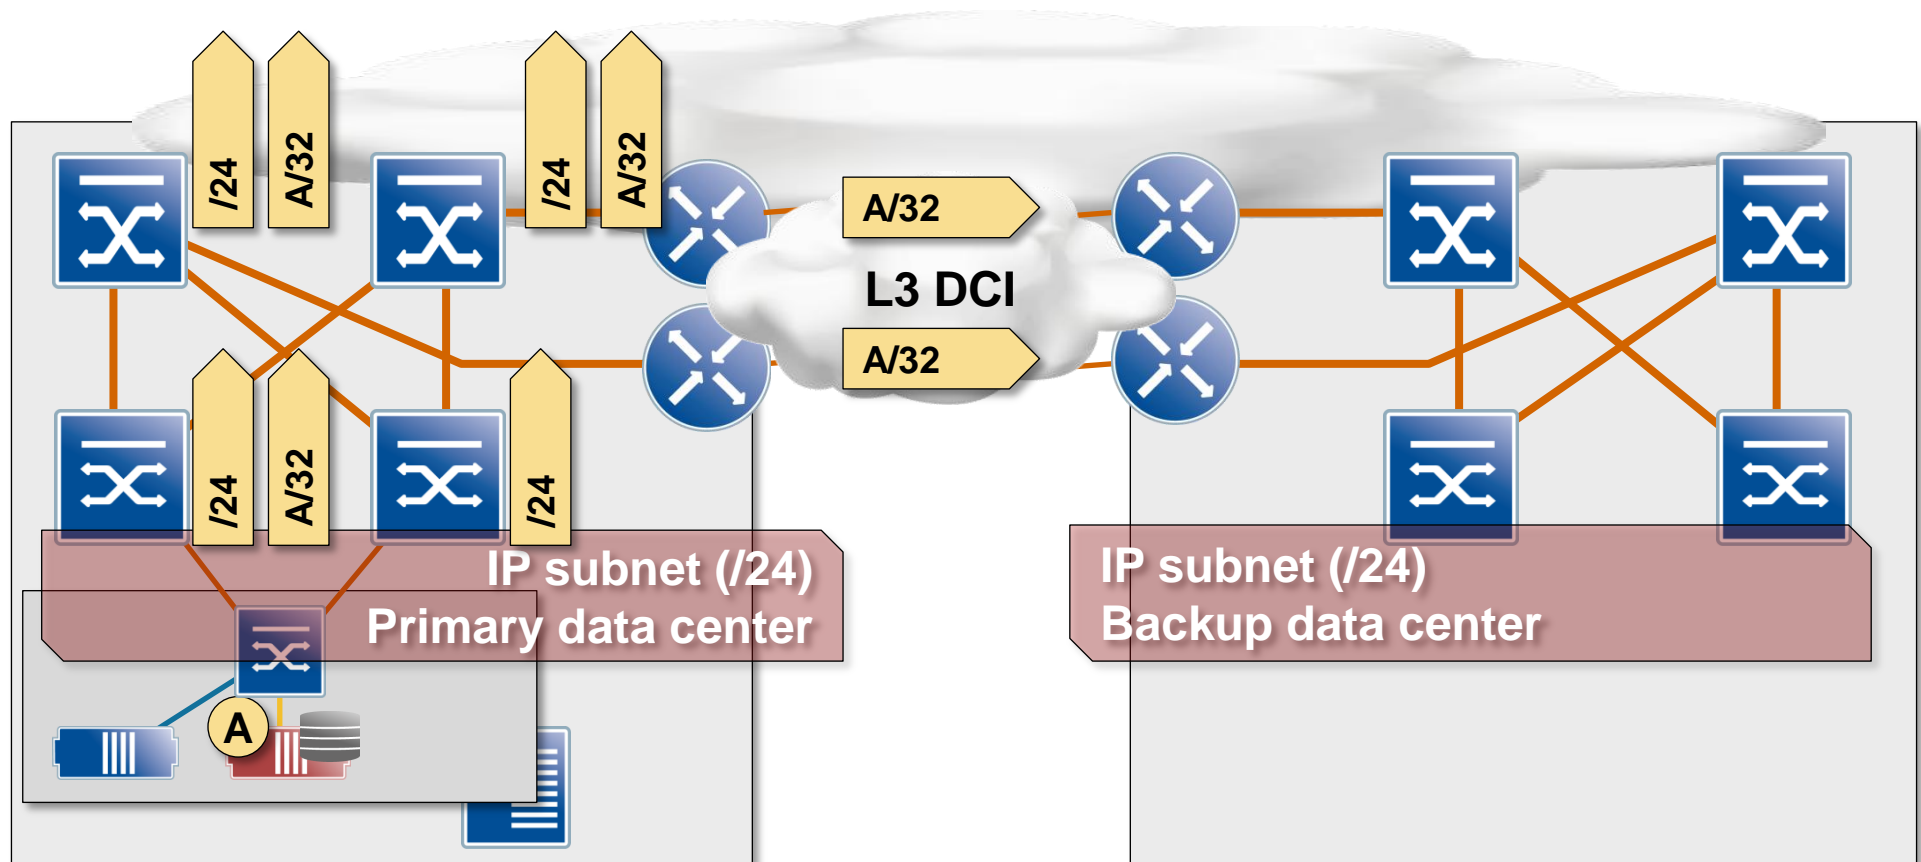 /24
A/32
/24
A/32
A/32
L3 DCI
A/32
/24
A/32
/24
IP subnet (/24)
Primary data center
IP subnet (/24)
Backup data center
A